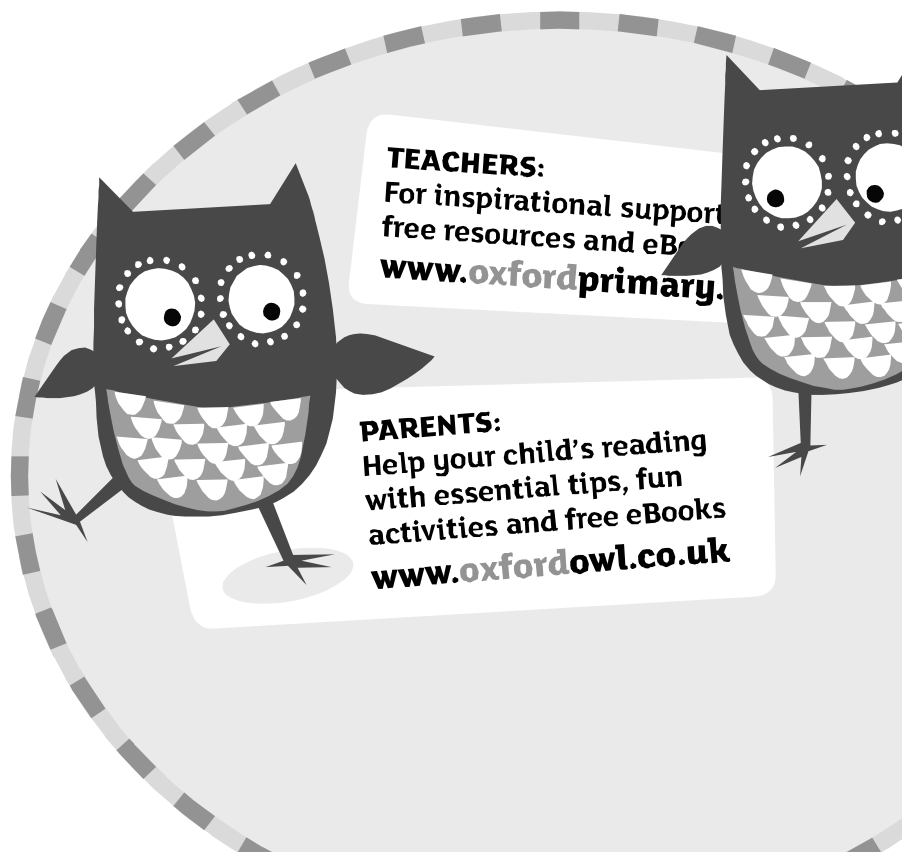 TEACHERS:
For inspirational support
free resources and
www.oxfordprimary.
PARENTS:
Help your child's reading
with essential tips, fun
activities and free eBooks
www.oxfordowl.co.uk